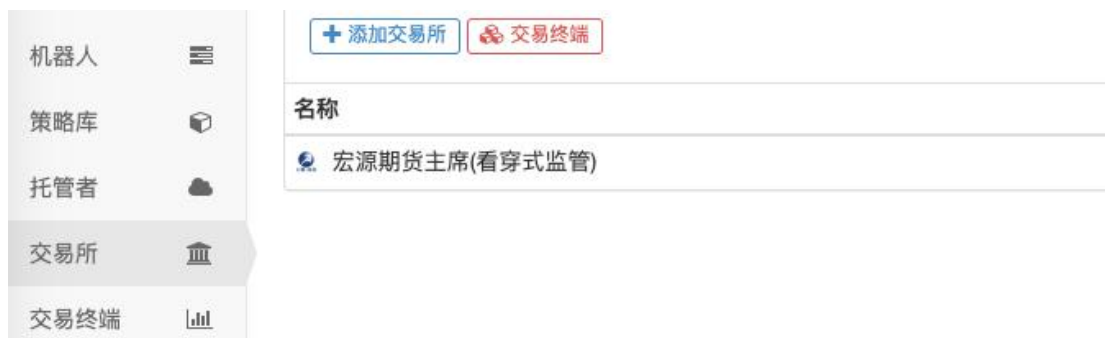 机器人
策略库
托管者
交易所
交易终端
添加交易所 交易终端
名称
宏源期货主席(看穿式监管)